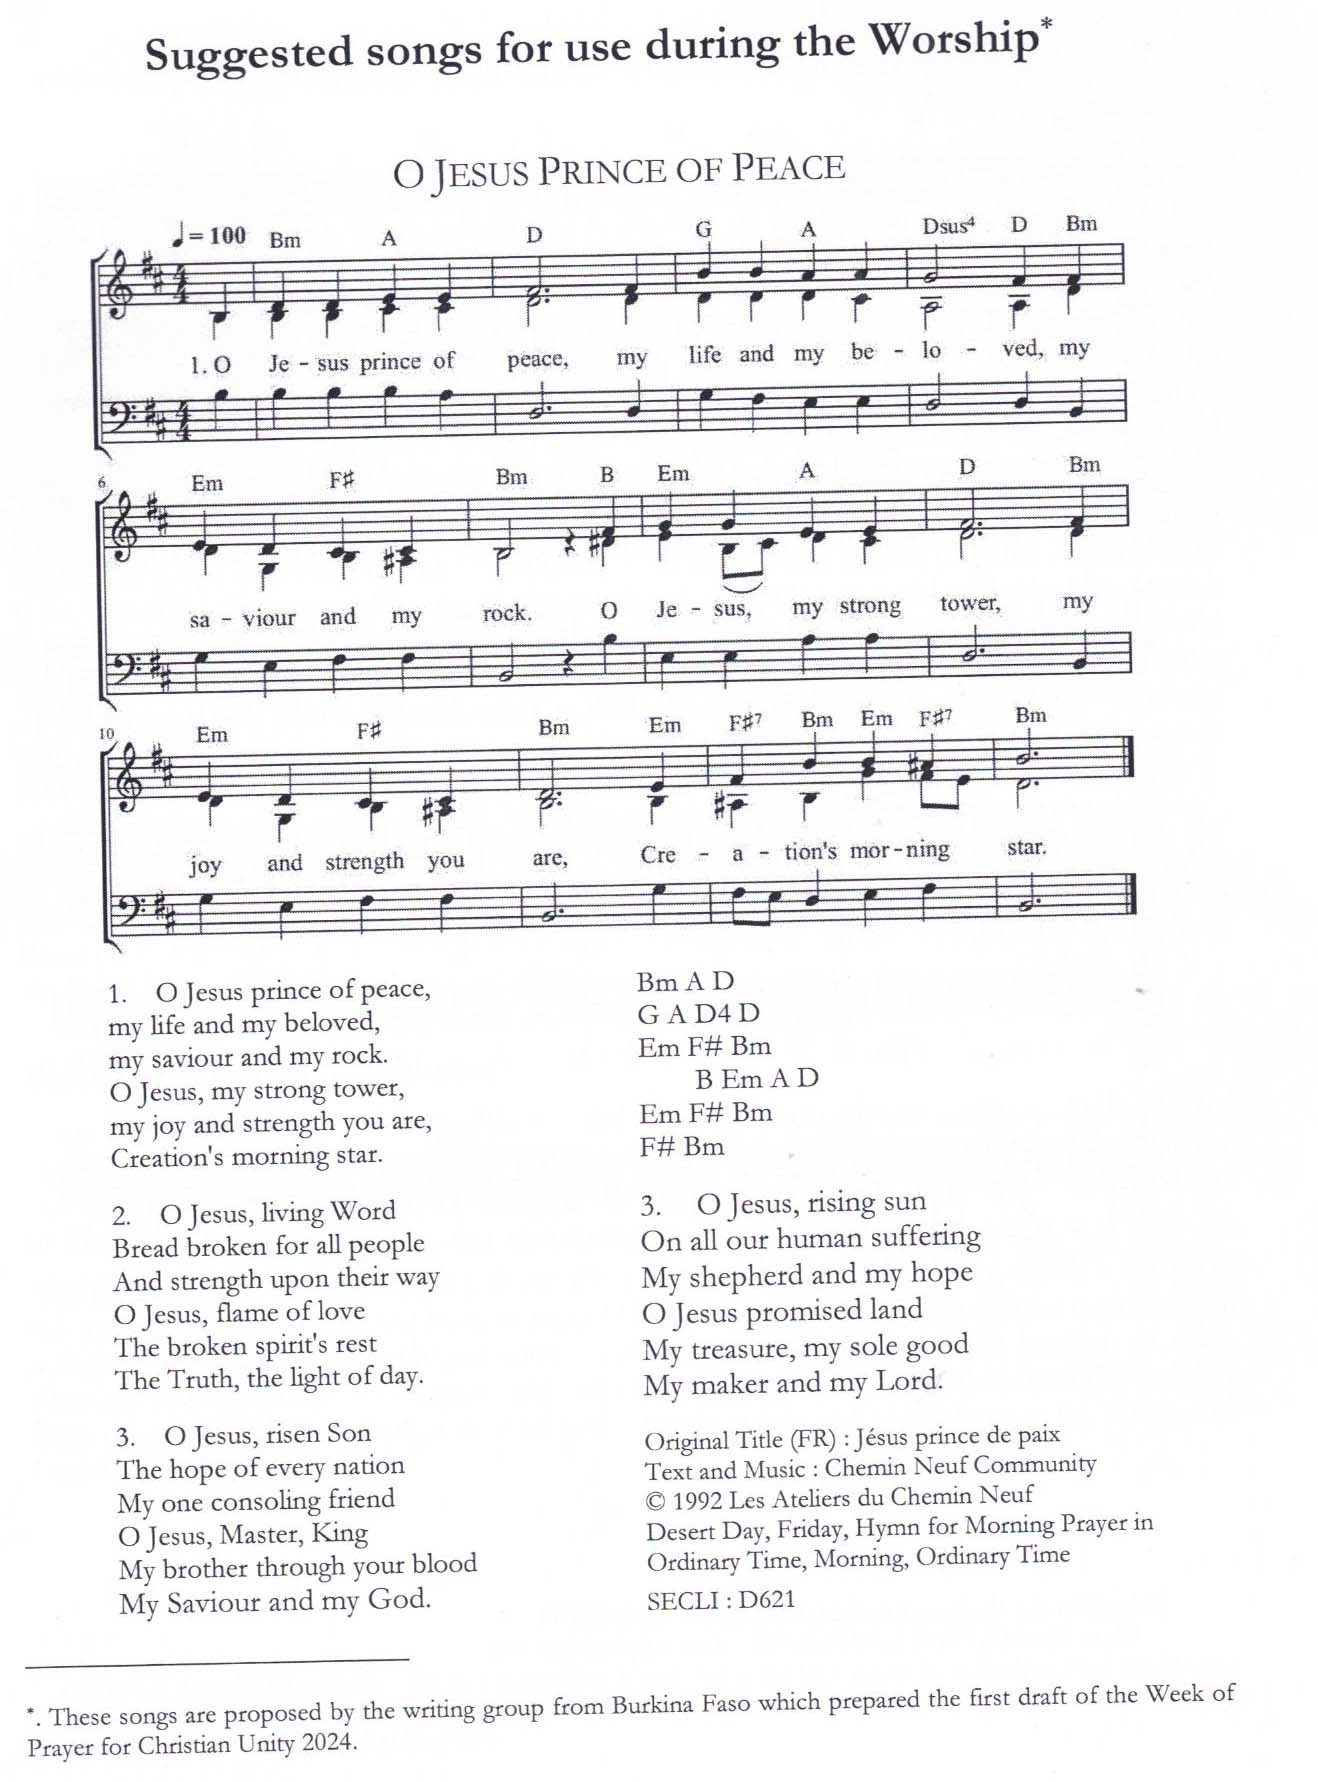 Suggested songs for use during the Worship*
O JESUS PRINCE OF PEACE
♩= 100 Bm A D G A Dsus4 D Bm
1. O Je - sus prince of peace, my life and my be - lo - ved, my
6 Em F♯ Bm B Em A D Bm
sa - viour and my rock. O Je - sus, my strong tower, my
10 Em F♯ Bm Em F♯7 Bm Em F♯7 Bm
joy and strength you are, Cre - a - tion's mor - ning star.
1. O Jesus prince of peace,
my life and my beloved,
my saviour and my rock.
O Jesus, my strong tower,
my joy and strength you are,
Creation's morning star.
2. O Jesus, living Word
Bread broken for all people
And strength upon their way
O Jesus, flame of love
The broken spirit's rest
The Truth, the light of day.
3. O Jesus, risen Son
The hope of every nation
My one consoling friend
O Jesus, Master, King
My brother through your blood
My Saviour and my God.
Bm A D
G A D4 D
Em F# Bm
B Em A D
Em F# Bm
F# Bm
3. O Jesus, rising sun
On all our human suffering
My shepherd and my hope
O Jesus promised land
My treasure, my sole good
My maker and my Lord.
Original Title (FR) : Jésus prince de paix
Text and Music : Chemin Neuf Community
© 1992 Les Ateliers du Chemin Neuf
Desert Day, Friday, Hymn for Morning Prayer in
Ordinary Time, Morning, Ordinary Time
SECLI : D621
*. These songs are proposed by the writing group from Burkina Faso which prepared the first draft of the Week of
Prayer for Christian Unity 2024.